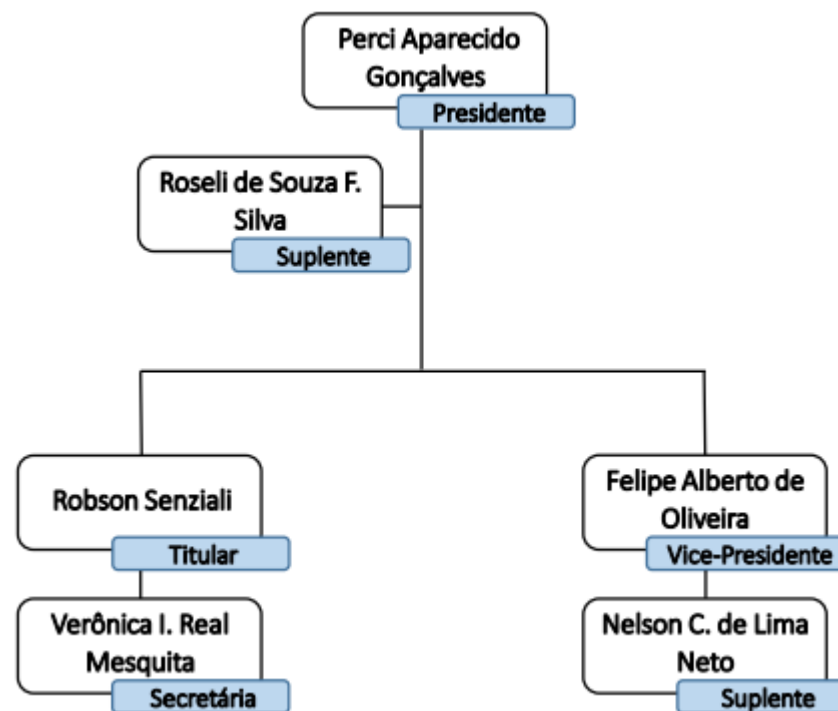 Perci Aparecido
Gonçalves
Presidente
Roseli de Souza F.
Silva
Suplente
Robson Senziali
Titular
Felipe Alberto de
Oliveira
Vice-Presidente
Verônica I. Real
Mesquita
Secretária
Nelson C. de Lima
Neto
Suplente